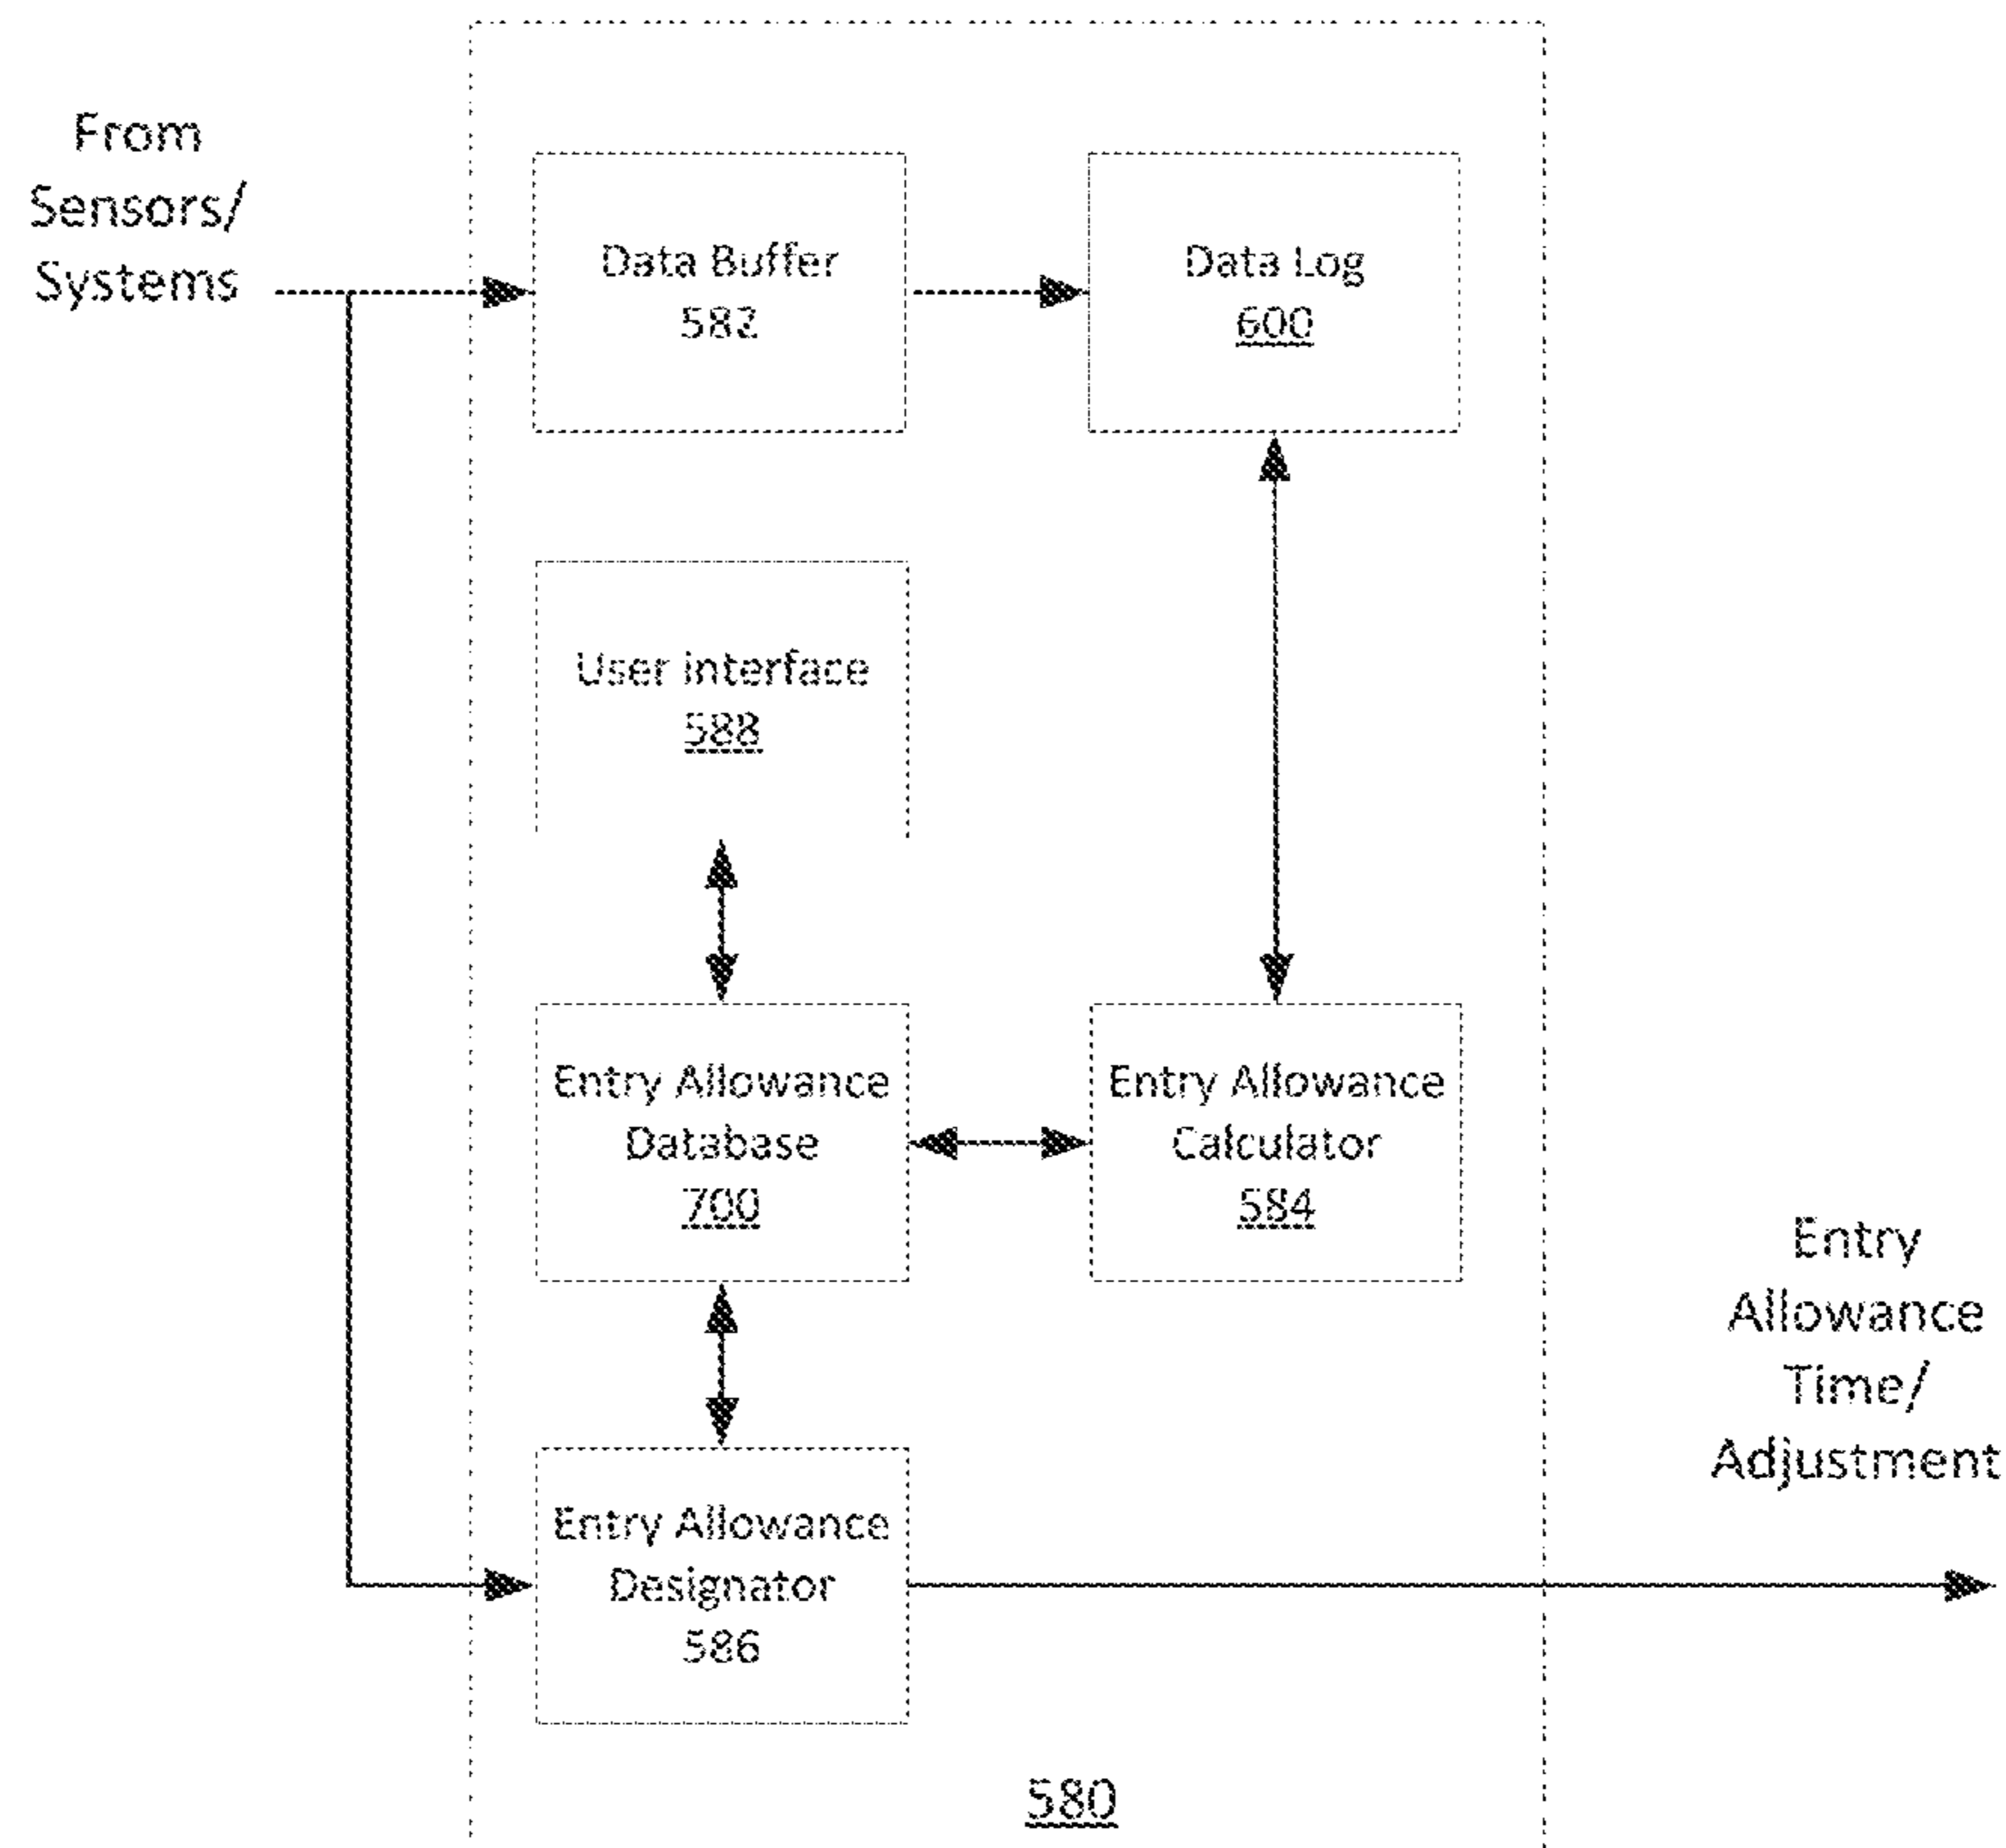 From
Sensors/
Systems
Data Buffer
582
Data Log
600
User interface
588
Entry Allowance
Database
700
Entry Allowance
Calculator
584
Entry
Allowance
Time/
Adjustment
Entry Allowance
Designator
586
580